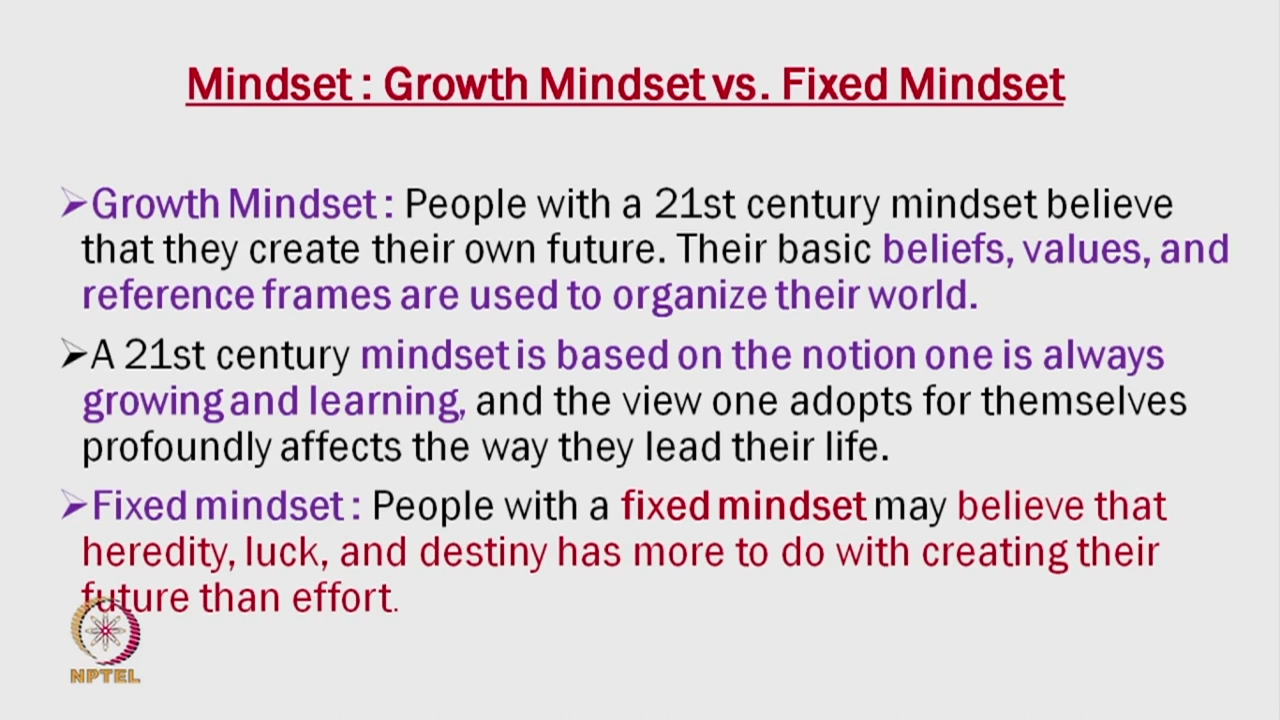 Mindset : Growth Mindset vs. Fixed Mindset
➢Growth Mindset : People with a 21st century mindset believe
that they create their own future. Their basic beliefs, values, and
reference frames are used to organize their world.
➢A 21st century mindset is based on the notion one is always
growing and learning, and the view one adopts for themselves
profoundly affects the way they lead their life.
➢Fixed mindset : People with a fixed mindset may believe that
heredity, luck, and destiny has more to do with creating their
future than effort.
NPTEL